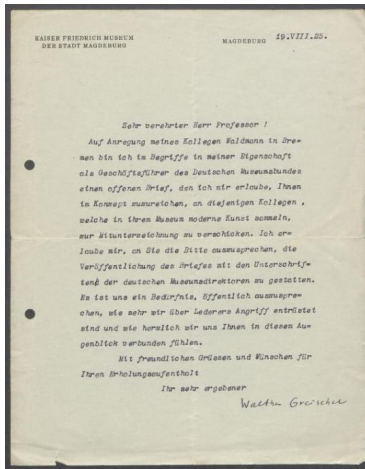 KAISER FRIEDRICH MUSEUM
DER STADT MAGDEBURG
MAGDEBURG 19.VIII.25.
Sehr verehrter Herr Professor !
Auf Anregung meines Kollegen Waldmann in Bre=
men bin ich im Begriffe in meiner Eigenschaft
als Geschäftsführer des Deutschen Museumsbundes
einen offenen Brief, den ich mir erlaube, Ihnen
im Konzept zuzureichen, an diejenigen Kollegen ,
welche in ihren Museum moderne Kunst sammeln,
zur Mitunterzeichnung zu verschicken. Ich er=
laube mir, an Sie die Bitte auszusprechen, die
Veröffentlichung des Briefes mit den Unterschrif=
ten der deutschen Museumsdirektoren zu gestatten.
Es ist uns ein Bedürfnis, öffentlich auszuspre=
chen, wie sehr wir über Lederers Angriff entrüstet
sind und wie herzlich wir uns Ihnen in diesen Au=
genblick verbunden fühlen.
Mit freundlichen Grüssen und Wünschen für
Ihren Erholungsaufenthalt
Ihr sehr ergebener
Walther Greischel